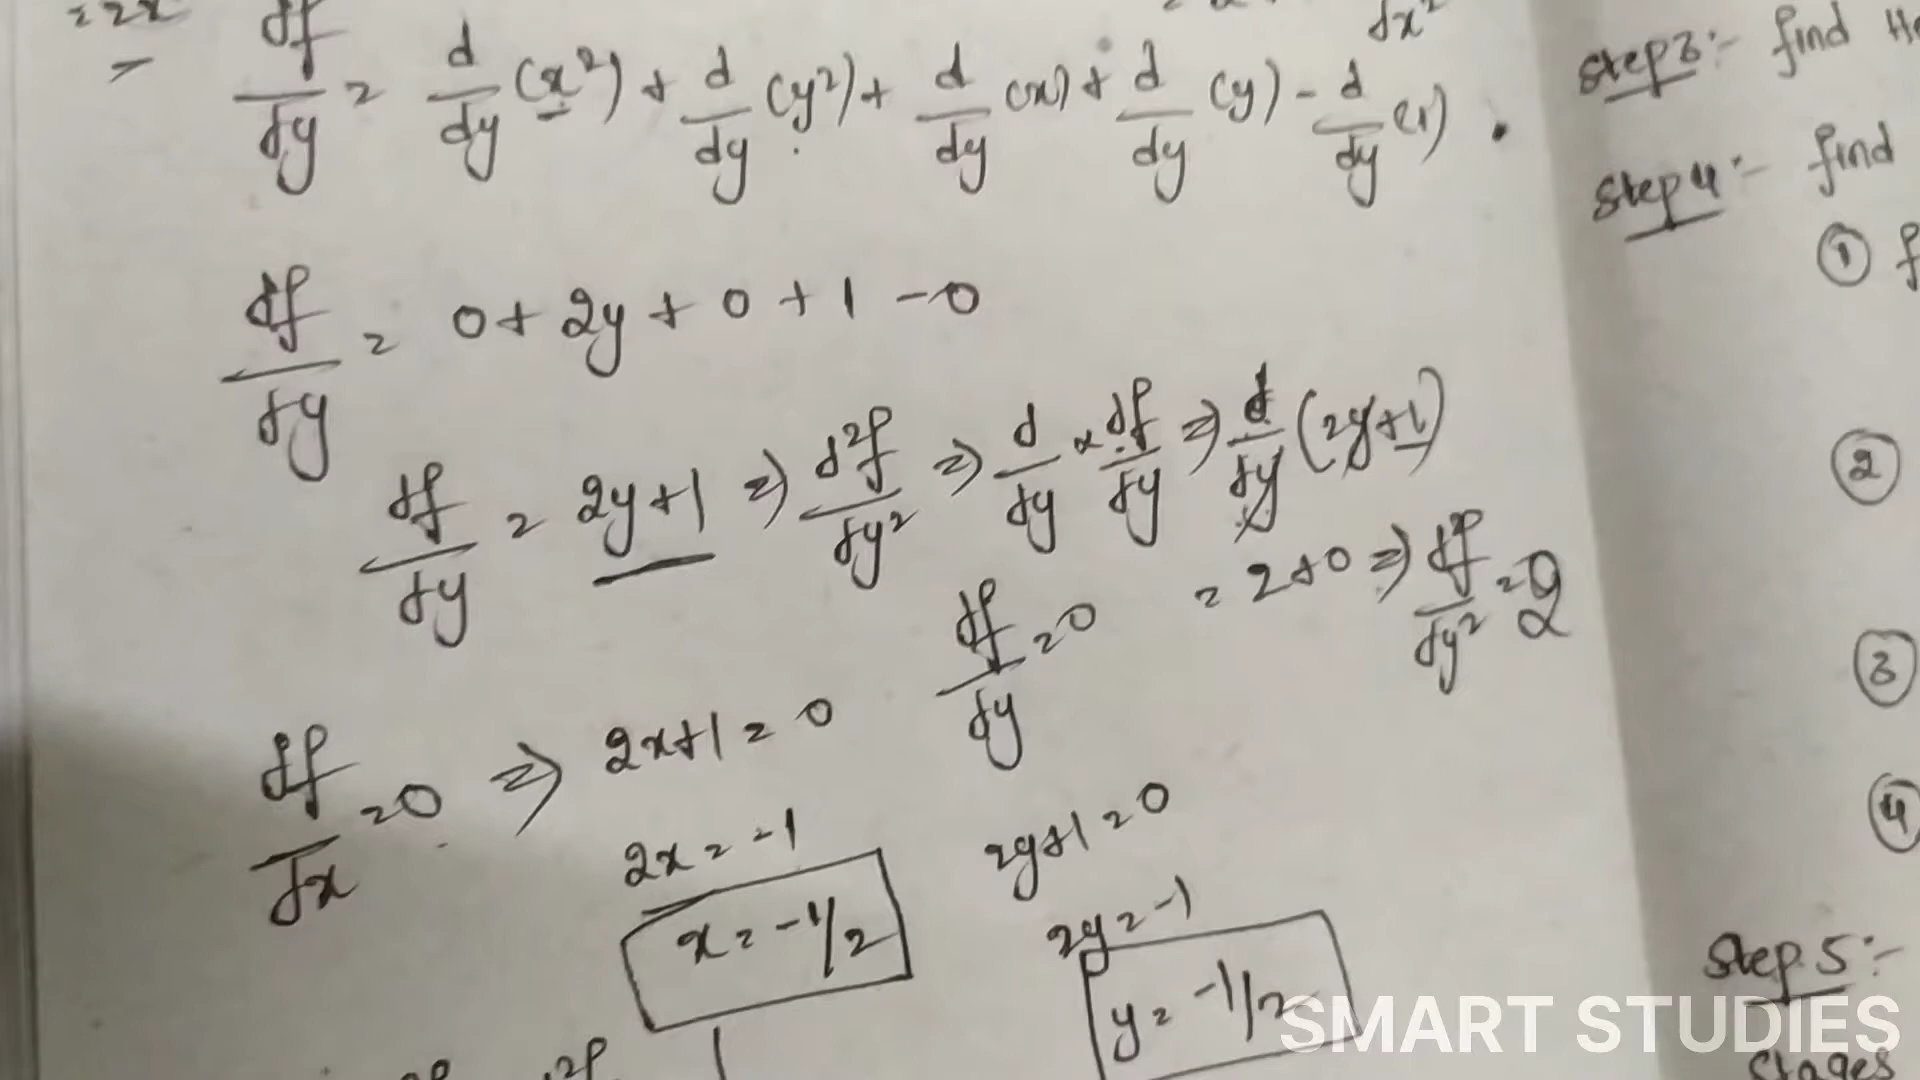 df/dy = d/dy (x²) + d/dy (y²) + d/dy (x) + d/dy (y) - d/dy (1)
df/dy = 0 + 2y + 0 + 1 - 0
df/dy = 2y+1 ⇒ d²f/dy² ⇒ d/dy × df/dy ⇒ d/dy (2y+1)
= 2+0 ⇒ d²f/dy² = 2
df/dx = 0 ⇒ 2x+1 = 0
2x = -1
x = -1/2
df/dy = 0
2y+1 = 0
2y = -1
y = -1/2
Step 3:- find
Step 4:- find
①
②
③
④
Step 5:-
stages
SMART STUDIES